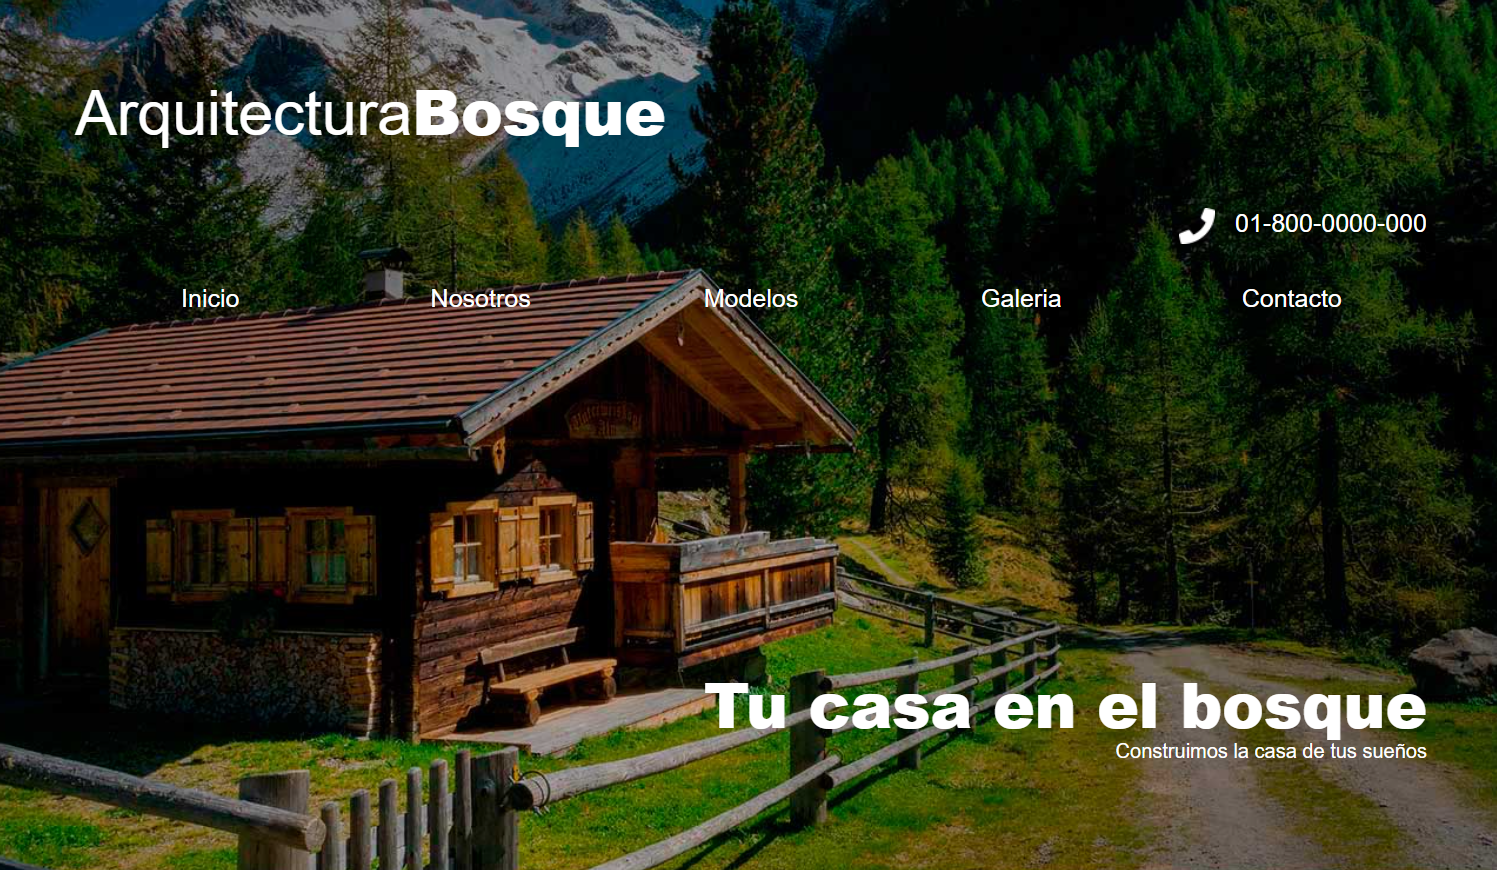 ArquitecturaBosque
01-800-0000-000
Inicio Nosotros Modelos Galeria Contacto
Tu casa en el bosque
Construimos la casa de tus sueños